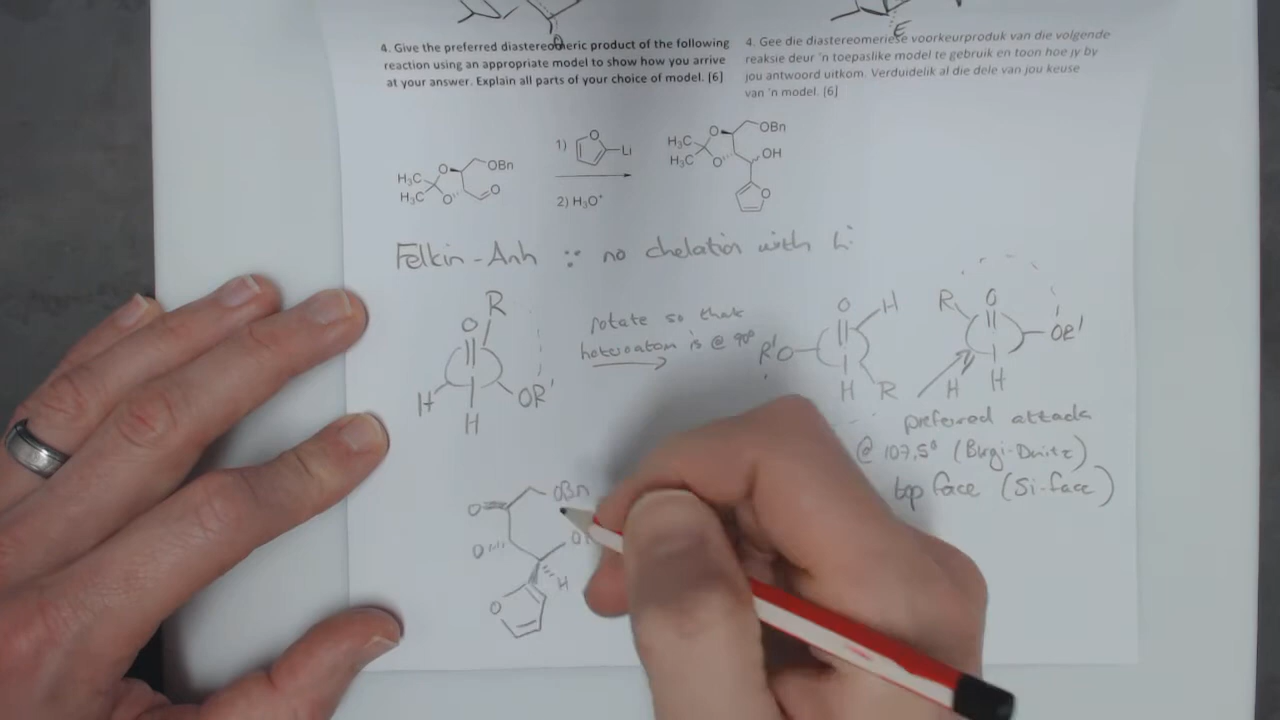 E
4. Give the preferred diastereomeric product of the following
reaction using an appropriate model to show how you arrive
at your answer. Explain all parts of your choice of model. [6]
4. Gee die diastereomeriese voorkeurproduk van die volgende
reaksie deur 'n toepaslike model te gebruik en toon hoe jy by
jou antwoord uitkom. Verduidelik al die dele van jou keuse
van 'n model. [6]
H₃C
H₃C
O
O
OBn
O
1)
O
Li
2) H₃O⁺
H₃C
H₃C
O
O
OBn
OH
O
Felkin-Anh ∵ no chelation with Li
O
R
H
OR'
H
rotate so that
heteroatom is @ 90°
O
H
R'O
H
R
R
O
OR'
H
H
preferred attack
@ 107,5° (Burgi-Dunitz)
top face (Si-face)
O
OBn
O
H
O